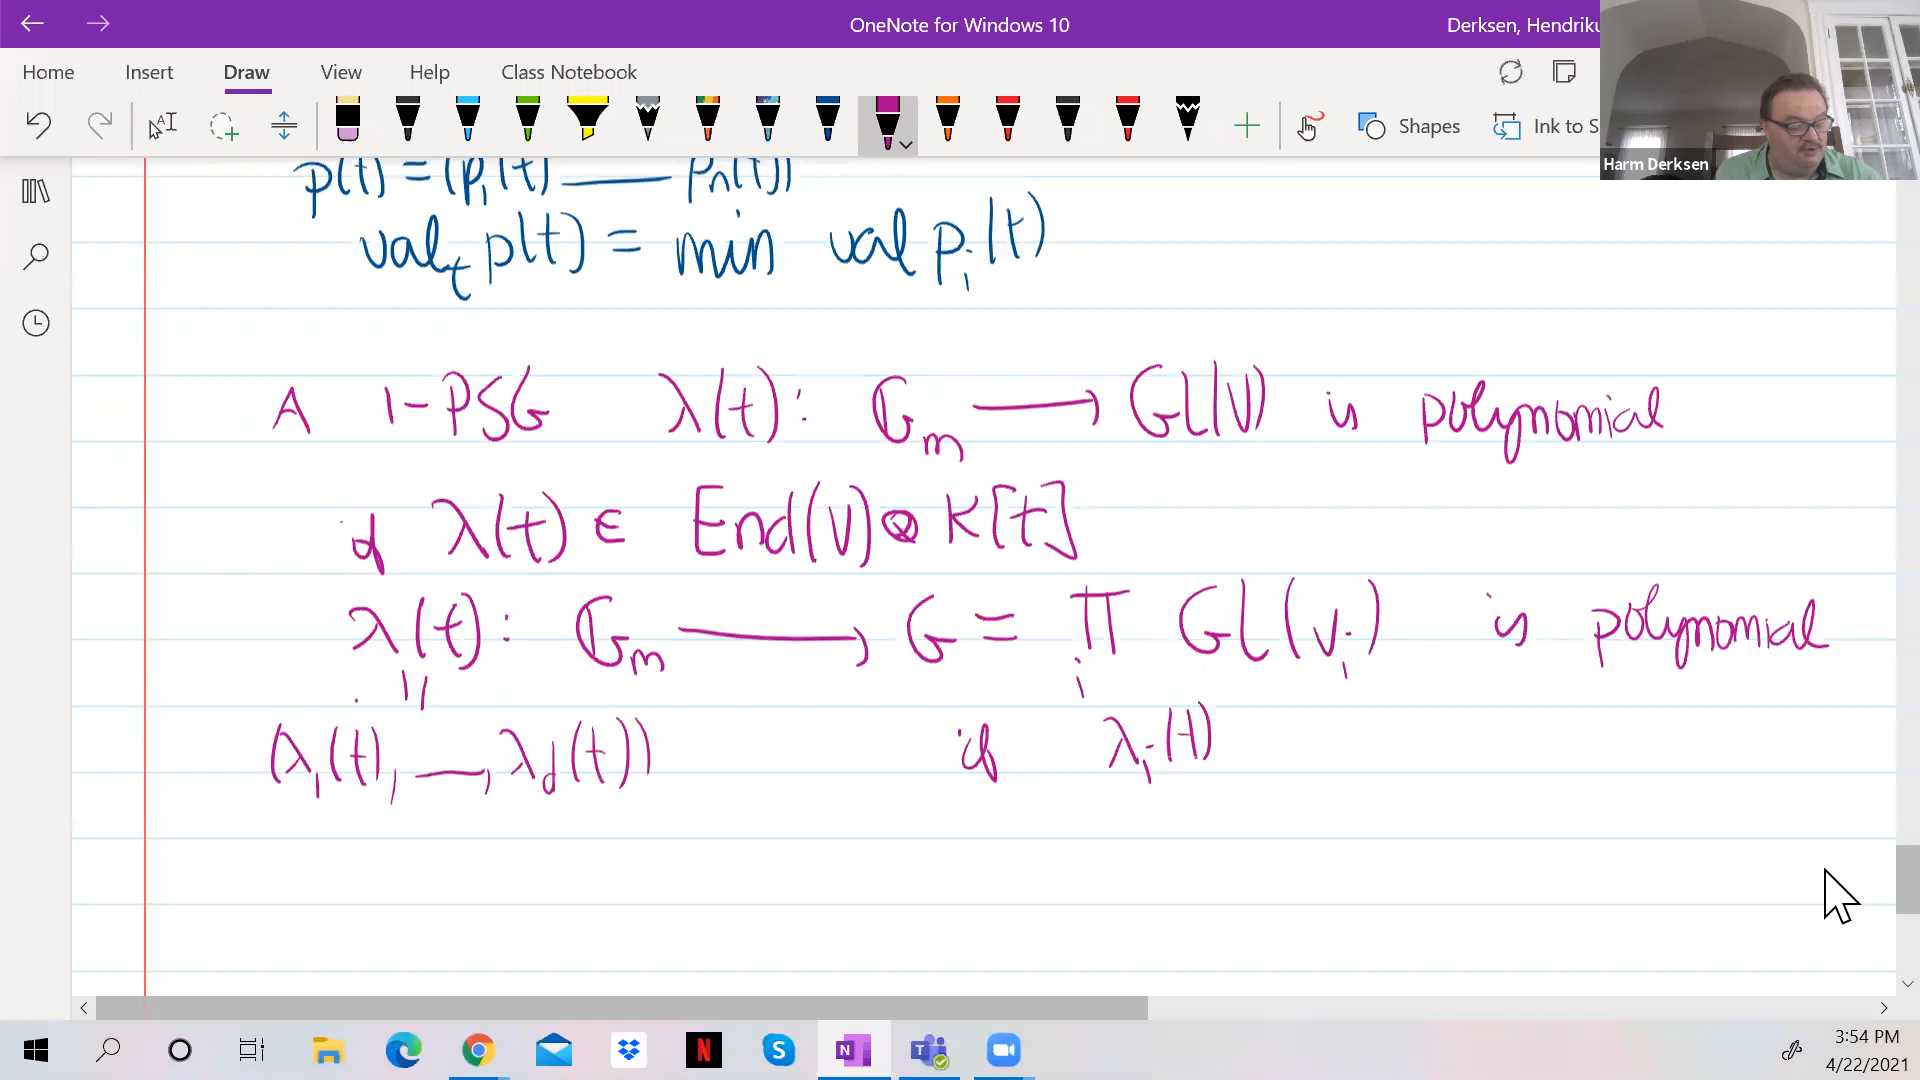 OneNote for Windows 10
Derksen, Hendriku
Home Insert Draw View Help Class Notebook
Shapes Ink to S
Harm Derksen
p(t) = (p₁(t) — pₙ(t))
valₜ p(t) = min val pᵢ(t)
A 1-PSG λ(t): 𝔾ₘ ⟶ GL(V) is polynomial
if λ(t) ∈ End(V) ⊗ K[t]
λ(t): 𝔾ₘ ⟶ G = ∏ᵢ GL(Vᵢ) is polynomial
"
(λ₁(t), —, λ_d(t)) if λᵢ(t)
3:54 PM
4/22/2021